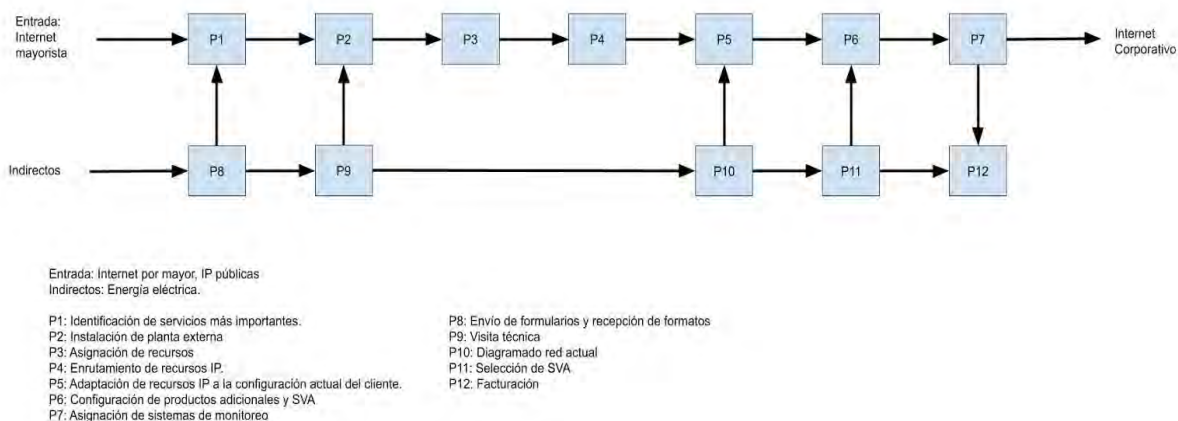 Entrada:
Internet
mayorista
P1
P2
P3
P4
P5
P6
P7
Internet
Corporativo
Indirectos
P8
P9
P10
P11
P12
Entrada: Internet por mayor, IP públicas
Indirectos: Energía eléctrica.
P1: Identificación de servicios más importantes.
P2: Instalación de planta externa
P3: Asignación de recursos
P4: Enrutamiento de recursos IP.
P5: Adaptación de recursos IP a la configuración actual del cliente.
P6: Configuración de productos adicionales y SVA
P7: Asignación de sistemas de monitoreo
P8: Envío de formularios y recepción de formatos
P9: Visita técnica
P10: Diagramado red actual
P11: Selección de SVA
P12: Facturación